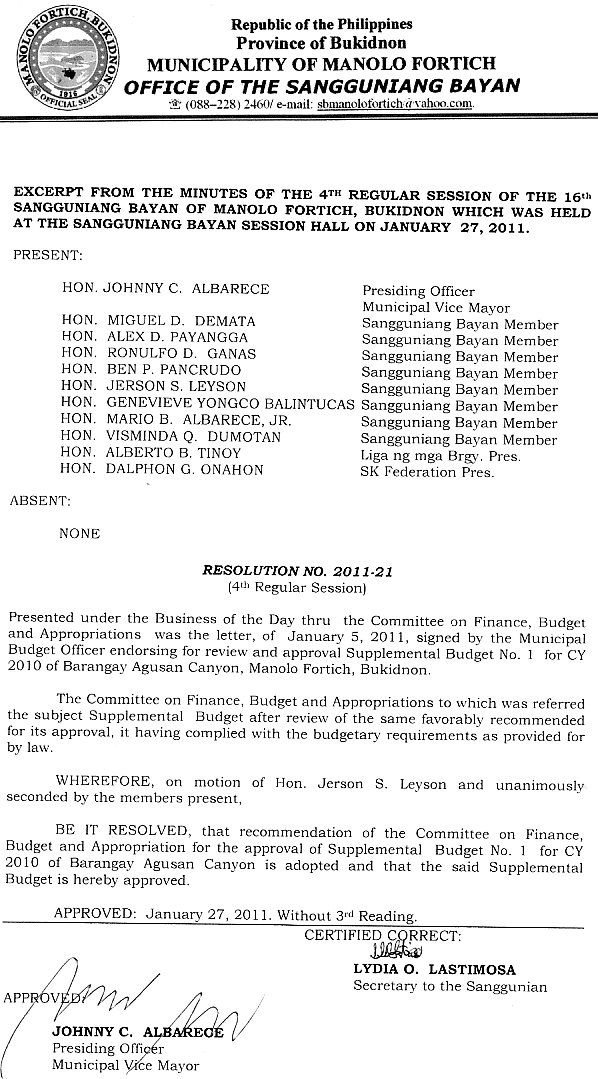 MANOLO FORTICH, BUKIDNON
1916
OFFICIAL SEAL
Republic of the Philippines
Province of Bukidnon
MUNICIPALITY OF MANOLO FORTICH
OFFICE OF THE SANGGUNIANG BAYAN
☏ (088–228) 2460/ e-mail: sbmanolofortich@yahoo.com.
EXCERPT FROM THE MINUTES OF THE 4TH REGULAR SESSION OF THE 16th
SANGGUNIANG BAYAN OF MANOLO FORTICH, BUKIDNON WHICH WAS HELD
AT THE SANGGUNIANG BAYAN SESSION HALL ON JANUARY 27, 2011.
PRESENT:
HON. JOHNNY C. ALBARECE Presiding Officer
Municipal Vice Mayor
HON. MIGUEL D. DEMATA Sangguniang Bayan Member
HON. ALEX D. PAYANGGA Sangguniang Bayan Member
HON. RONULFO D. GANAS Sangguniang Bayan Member
HON. BEN P. PANCRUDO Sangguniang Bayan Member
HON. JERSON S. LEYSON Sangguniang Bayan Member
HON. GENEVIEVE YONGCO BALINTUCAS Sangguniang Bayan Member
HON. MARIO B. ALBARECE, JR. Sangguniang Bayan Member
HON. VISMINDA Q. DUMOTAN Sangguniang Bayan Member
HON. ALBERTO B. TINOY Liga ng mga Brgy. Pres.
HON. DALPHON G. ONAHON SK Federation Pres.
ABSENT:
NONE
RESOLUTION NO. 2011-21
(4th Regular Session)
Presented under the Business of the Day thru the Committee on Finance, Budget
and Appropriations was the letter, of January 5, 2011, signed by the Municipal
Budget Officer endorsing for review and approval Supplemental Budget No. 1 for CY
2010 of Barangay Agusan Canyon, Manolo Fortich, Bukidnon.
The Committee on Finance, Budget and Appropriations to which was referred
the subject Supplemental Budget after review of the same favorably recommended
for its approval, it having complied with the budgetary requirements as provided for
by law.
WHEREFORE, on motion of Hon. Jerson S. Leyson and unanimously
seconded by the members present,
BE IT RESOLVED, that recommendation of the Committee on Finance,
Budget and Appropriation for the approval of Supplemental Budget No. 1 for CY
2010 of Barangay Agusan Canyon is adopted and that the said Supplemental
Budget is hereby approved.
APPROVED: January 27, 2011. Without 3rd Reading.
CERTIFIED CORRECT:
LYDIA O. LASTIMOSA
Secretary to the Sanggunian
APPROVED:
JOHNNY C. ALBARECE
Presiding Officer
Municipal Vice Mayor